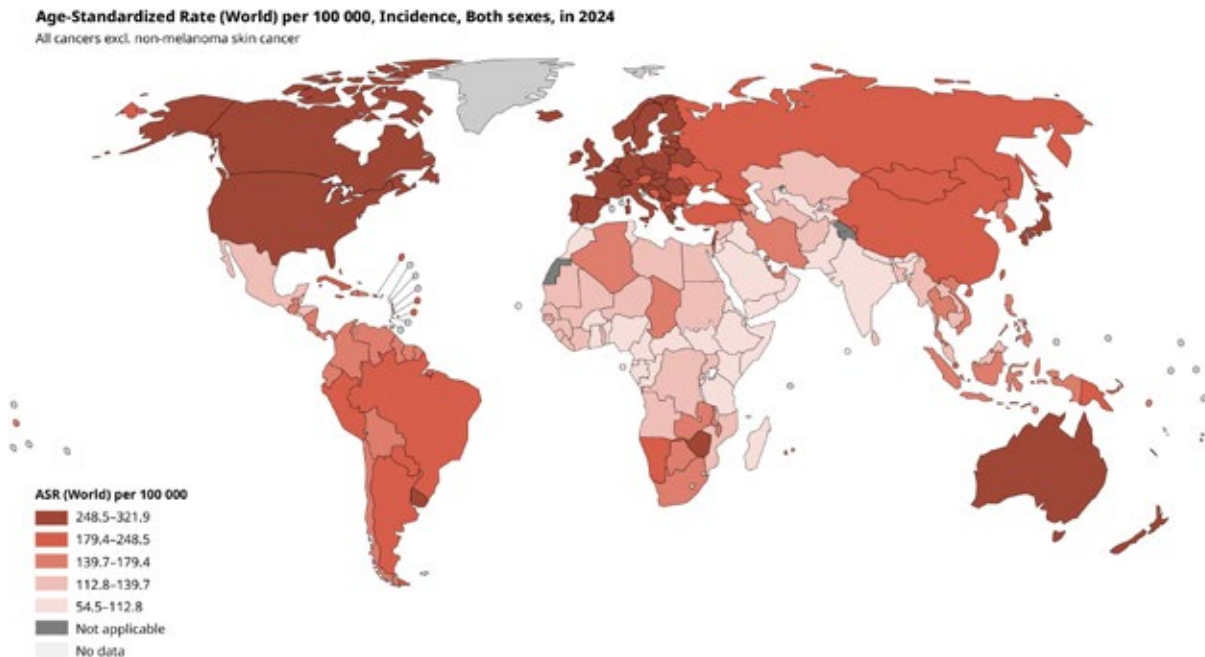 Age-Standardized Rate (World) per 100 000, Incidence, Both sexes, in 2024
All cancers excl. non-melanoma skin cancer
ASR (World) per 100 000
248.5–321.9
179.4–248.5
139.7–179.4
112.8–139.7
54.5–112.8
Not applicable
No data